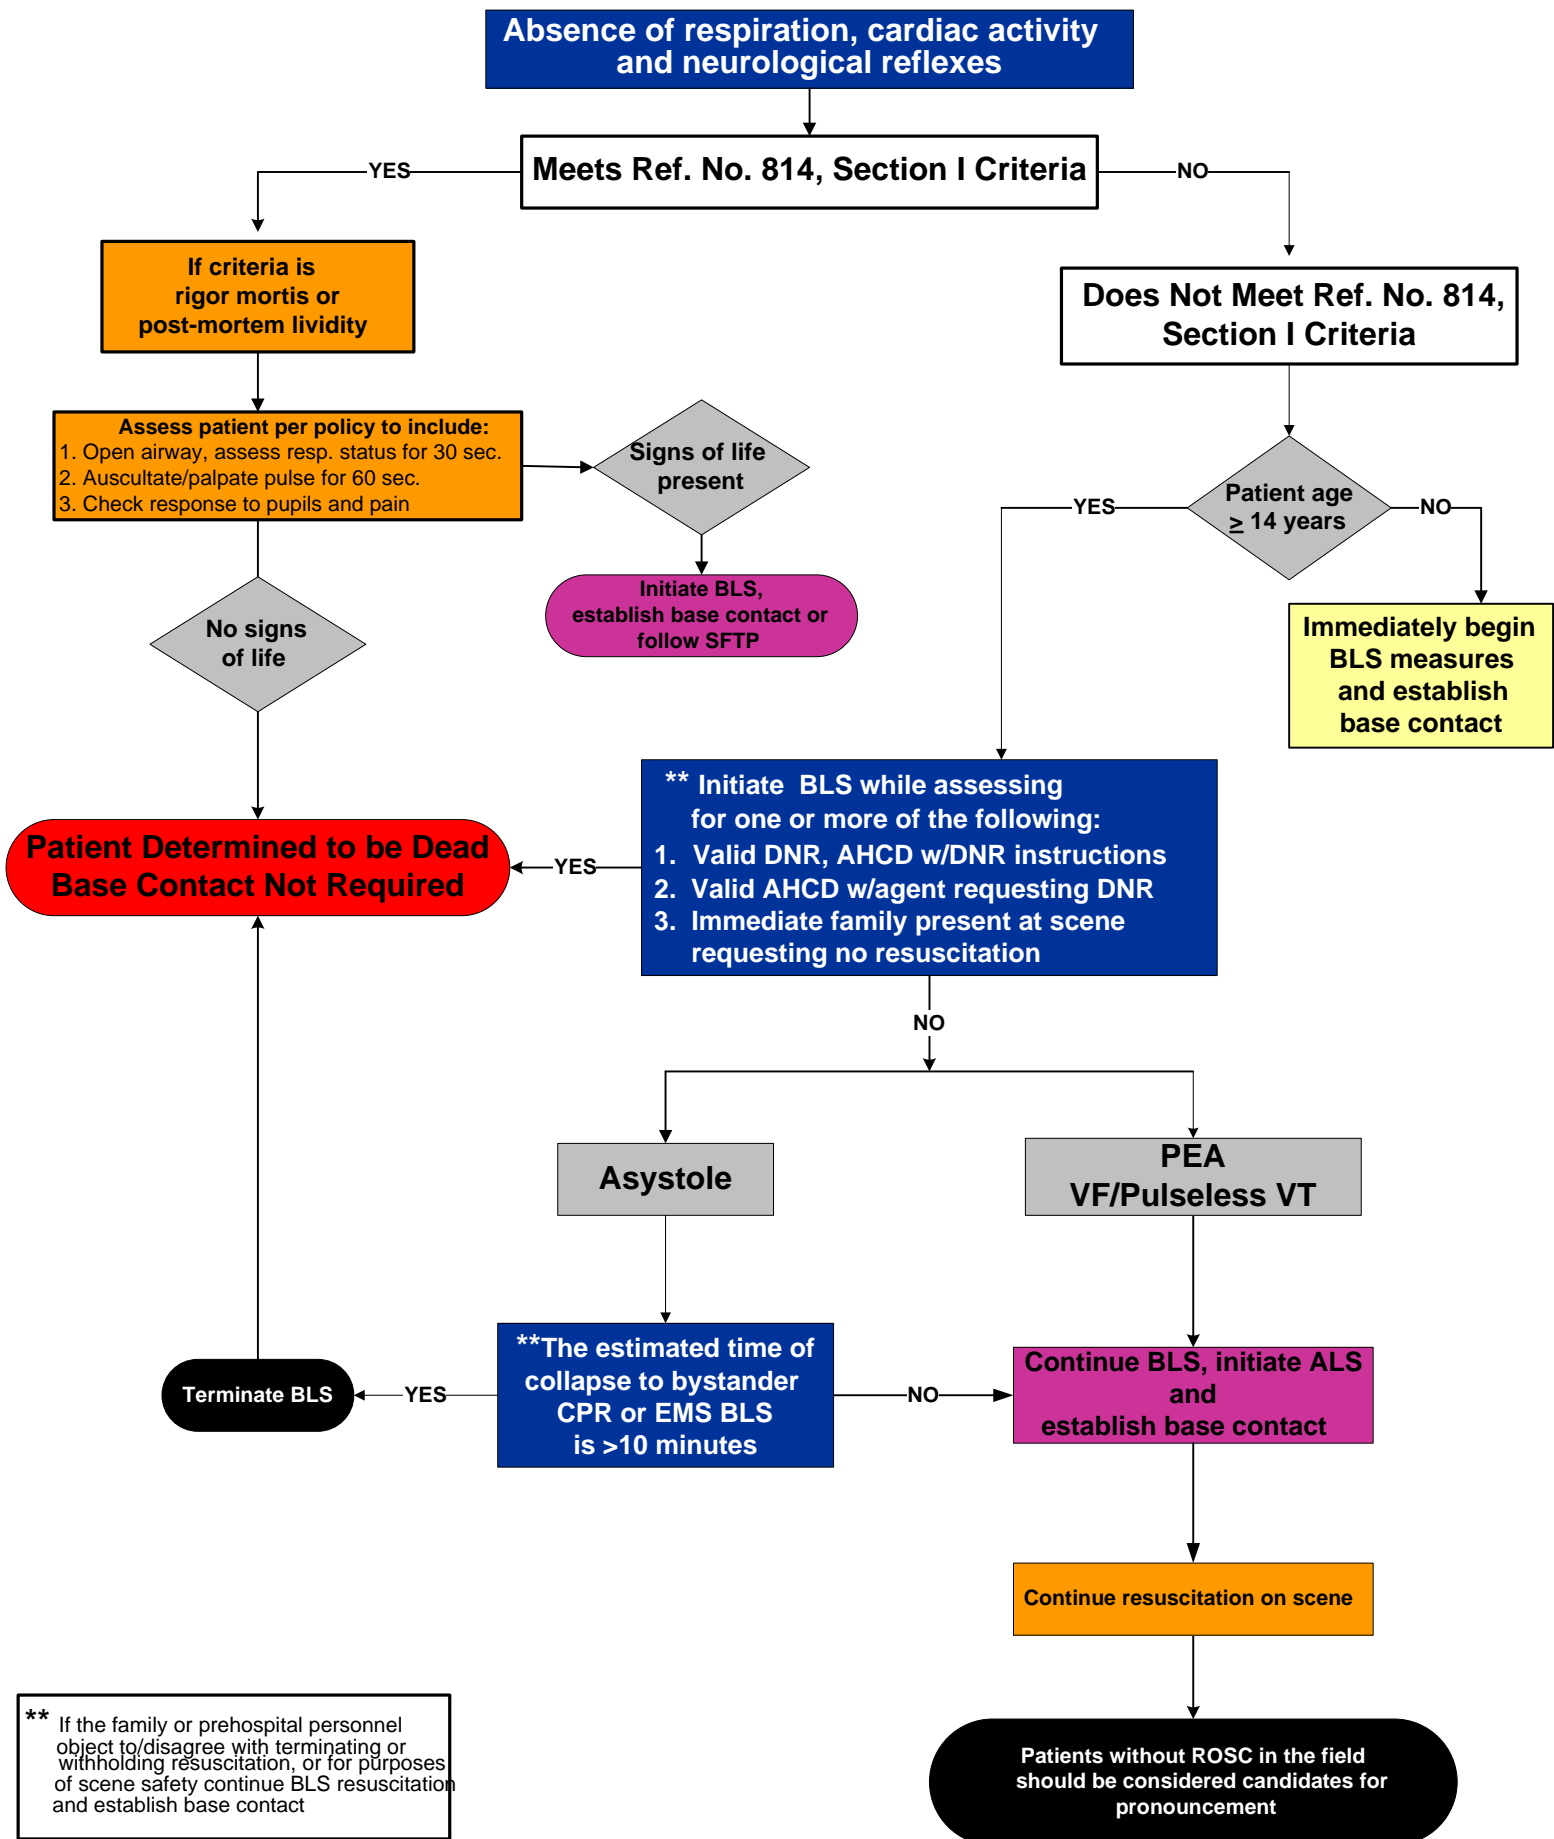 Absence of respiration, cardiac activity
and neurological reflexes
YES
Meets Ref. No. 814, Section I Criteria
NO
If criteria is
rigor mortis or
post-mortem lividity
Does Not Meet Ref. No. 814,
Section I Criteria
Assess patient per policy to include:
1. Open airway, assess resp. status for 30 sec.
2. Auscultate/palpate pulse for 60 sec.
3. Check response to pupils and pain
Signs of life
present
Initiate BLS,
establish base contact or
follow SFTP
No signs
of life
YES
Patient age
≥ 14 years
NO
Immediately begin
BLS measures
and establish
base contact
** Initiate BLS while assessing
for one or more of the following:
1. Valid DNR, AHCD w/DNR instructions
2. Valid AHCD w/agent requesting DNR
3. Immediate family present at scene
requesting no resuscitation
YES
Patient Determined to be Dead
Base Contact Not Required
NO
Asystole
PEA
VF/Pulseless VT
**The estimated time of
collapse to bystander
CPR or EMS BLS
is >10 minutes
YES
Terminate BLS
NO
Continue BLS, initiate ALS
and
establish base contact
Continue resuscitation on scene
Patients without ROSC in the field
should be considered candidates for
pronouncement
** If the family or prehospital personnel
object to/disagree with terminating or
withholding resuscitation, or for purposes
of scene safety continue BLS resuscitation
and establish base contact